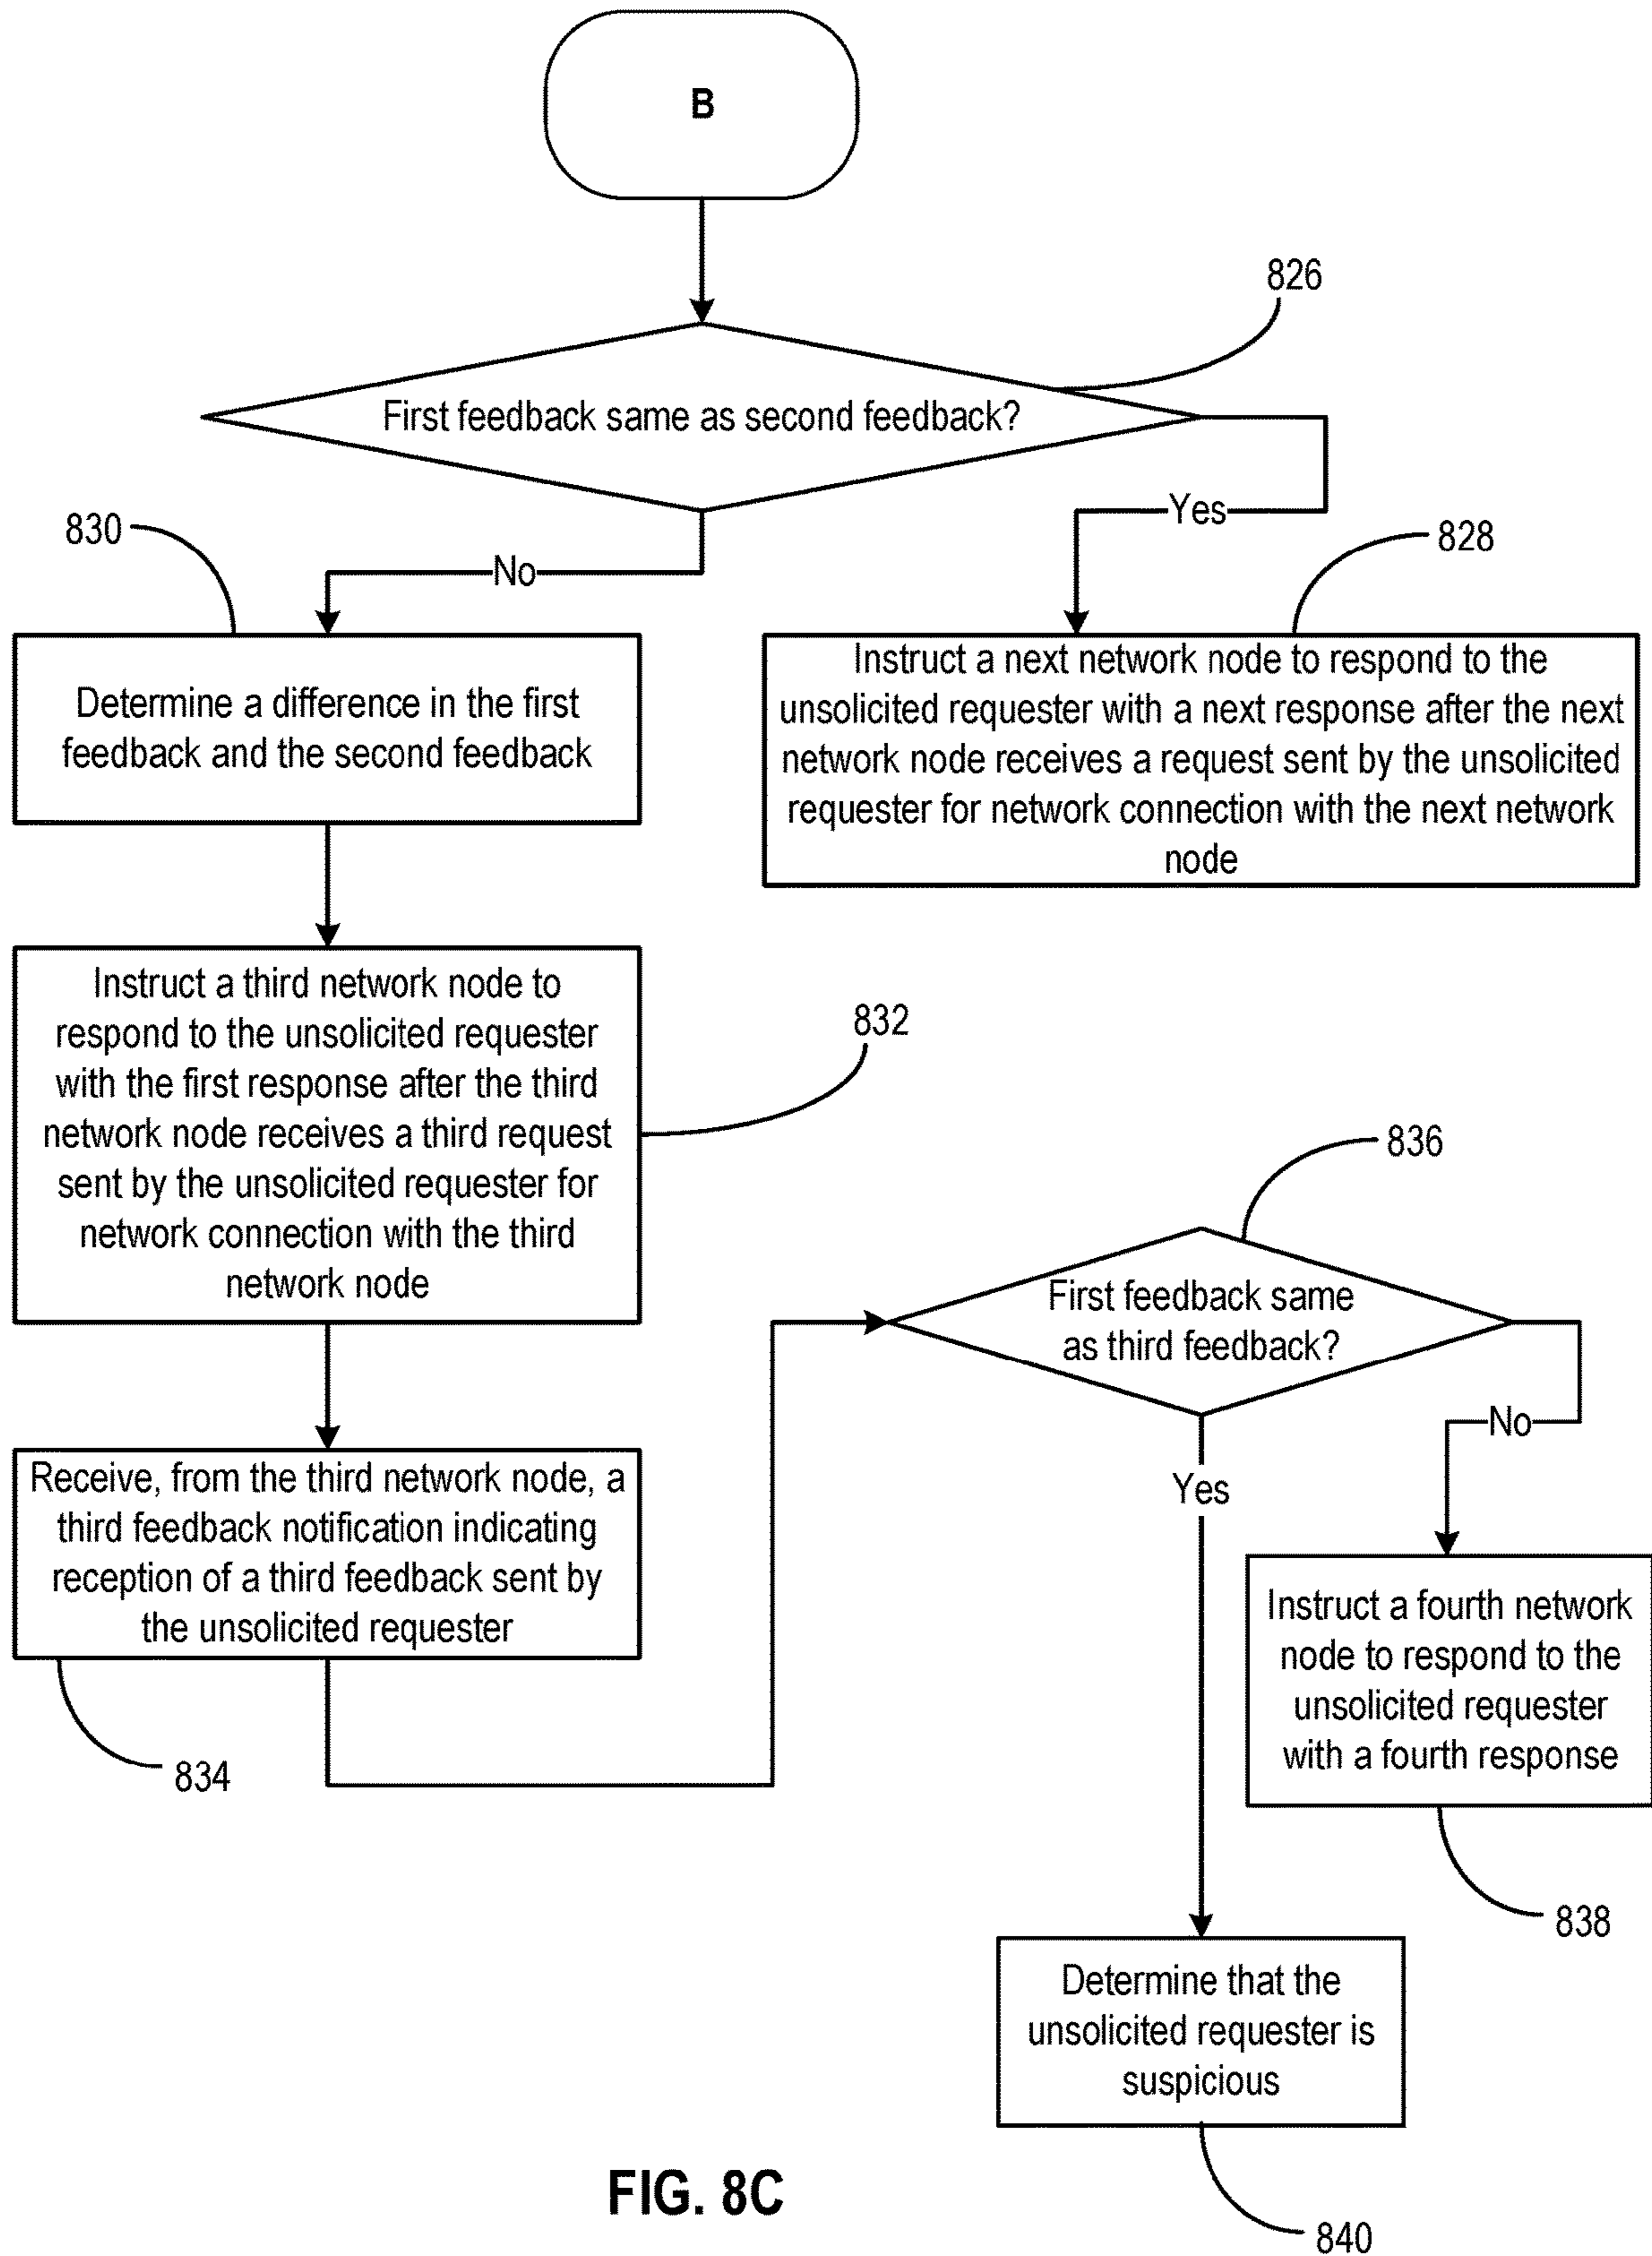 B
826
First feedback same as second feedback?
Yes
830
828
No
Determine a difference in the first
feedback and the second feedback
Instruct a next network node to respond to the
unsolicited requester with a next response after the next
network node receives a request sent by the unsolicited
requester for network connection with the next network
node
Instruct a third network node to
respond to the unsolicited requester
with the first response after the third
network node receives a third request
sent by the unsolicited requester for
network connection with the third
network node
832
836
First feedback same
as third feedback?
No
Yes
Receive, from the third network node, a
third feedback notification indicating
reception of a third feedback sent by
the unsolicited requester
834
Instruct a fourth network
node to respond to the
unsolicited requester
with a fourth response
838
Determine that the
unsolicited requester is
suspicious
840
FIG. 8C